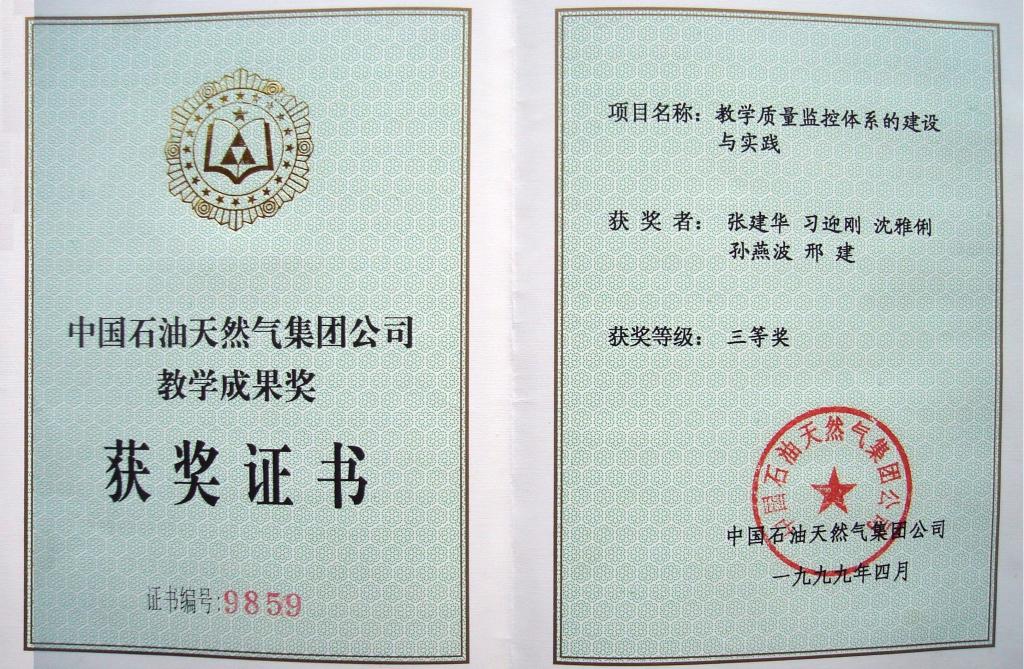 中国石油天然气集团公司
教学成果奖
获奖证书
证书编号:9859
项目名称：教学质量监控体系的建设
与实践
获奖者：张建华 习迎刚 沈雅俐
孙燕波 邢建
获奖等级：三等奖
中国石油天然气集团公司
中国石油天然气集团公司
一九九九年四月